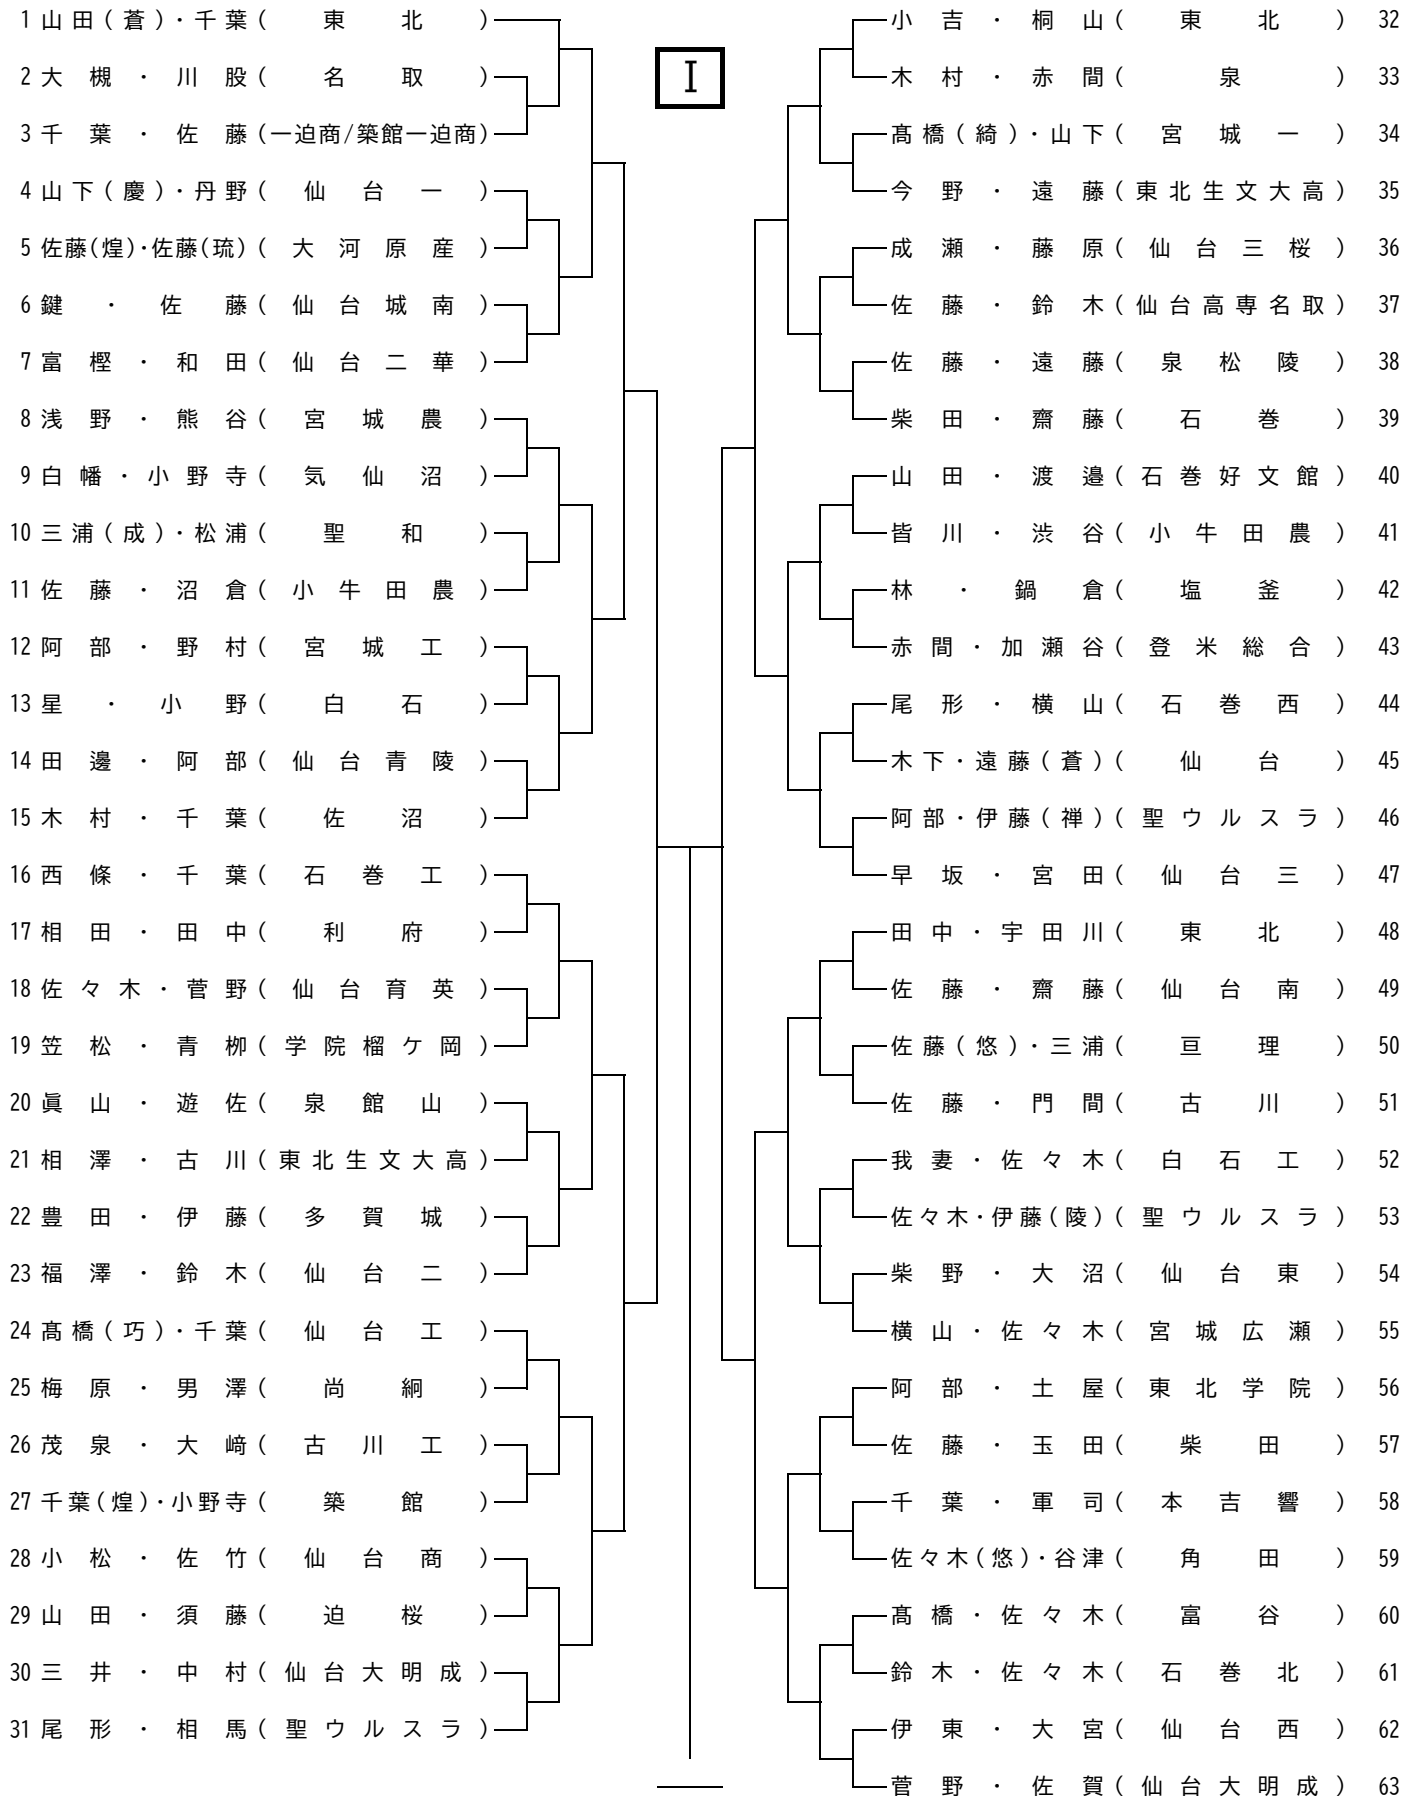 1 山田(蒼)・千葉(東北)
2 大槻・川股(名取)
3 千葉・佐藤(一迫商/築館一迫商)
4 山下(慶)・丹野(仙台一)
5 佐藤(煌)・佐藤(琉)(大河原産)
6 鍵・佐藤(仙台城南)
7 富樫・和田(仙台二華)
8 浅野・熊谷(宮城農)
9 白幡・小野寺(気仙沼)
10 三浦(成)・松浦(聖和)
11 佐藤・沼倉(小牛田農)
12 阿部・野村(宮城工)
13 星・小野(白石)
14 田邊・阿部(仙台青陵)
15 木村・千葉(佐沼)
16 西條・千葉(石巻工)
17 相田・田中(利府)
18 佐々木・菅野(仙台育英)
19 笠松・青栁(学院榴ケ岡)
20 眞山・遊佐(泉館山)
21 相澤・古川(東北生文大高)
22 豊田・伊藤(多賀城)
23 福澤・鈴木(仙台二)
24 髙橋(巧)・千葉(仙台工)
25 梅原・男澤(尚絅)
26 茂泉・大﨑(古川工)
27 千葉(煌)・小野寺(築館)
28 小松・佐竹(仙台商)
29 山田・須藤(迫桜)
30 三井・中村(仙台大明成)
31 尾形・相馬(聖ウルスラ)
I
小吉・桐山(東北) 32
木村・赤間(泉) 33
髙橋(綺)・山下(宮城一) 34
今野・遠藤(東北生文大高) 35
成瀬・藤原(仙台三桜) 36
佐藤・鈴木(仙台高専名取) 37
佐藤・遠藤(泉松陵) 38
柴田・齋藤(石巻) 39
山田・渡邉(石巻好文館) 40
皆川・渋谷(小牛田農) 41
林・鍋倉(塩釜) 42
赤間・加瀬谷(登米総合) 43
尾形・横山(石巻西) 44
木下・遠藤(蒼)(仙台) 45
阿部・伊藤(禅)(聖ウルスラ) 46
早坂・宮田(仙台三) 47
田中・宇田川(東北) 48
佐藤・齋藤(仙台南) 49
佐藤(悠)・三浦(亘理) 50
佐藤・門間(古川) 51
我妻・佐々木(白石工) 52
佐々木・伊藤(陵)(聖ウルスラ) 53
柴野・大沼(仙台東) 54
横山・佐々木(宮城広瀬) 55
阿部・土屋(東北学院) 56
佐藤・玉田(柴田) 57
千葉・軍司(本吉響) 58
佐々木(悠)・谷津(角田) 59
髙橋・佐々木(富谷) 60
鈴木・佐々木(石巻北) 61
伊東・大宮(仙台西) 62
菅野・佐賀(仙台大明成) 63